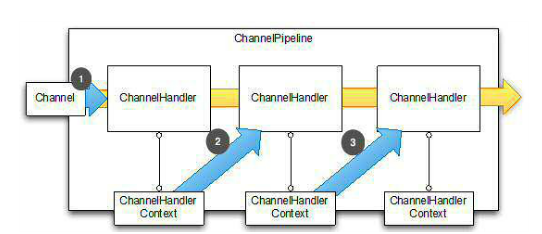 ChannelPipeline
1
Channel
ChannelHandler
ChannelHandler
ChannelHandler
2
3
ChannelHandler
Context
ChannelHandler
Context
ChannelHandler
Context